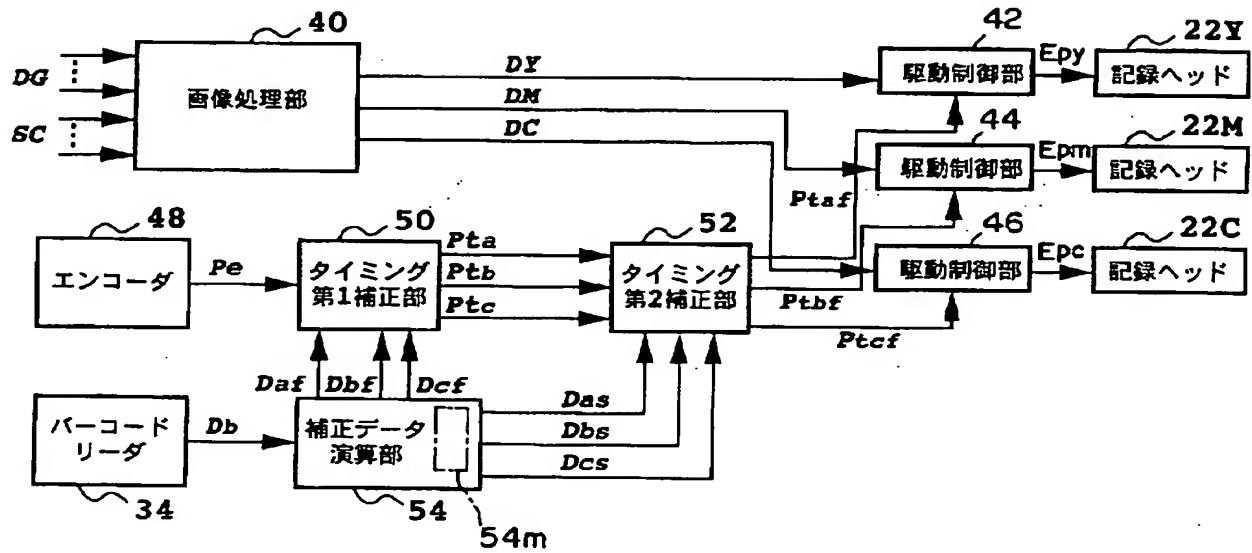 40
DG
SC
画像処理部
DY
DM
DC
42
駆動制御部
Epy
22Y
記録ヘッド
44
駆動制御部
Epm
22M
記録ヘッド
Ptaf
46
駆動制御部
Epc
22C
記録ヘッド
Ptbf
Ptcf
48
エンコーダ
Pe
50
タイミング
第1補正部
Pta
Ptb
Ptc
52
タイミング
第2補正部
Daf
Dbf
Dcf
バーコード
リーダ
34
Db
補正データ
演算部
54
54m
Das
Dbs
Dcs